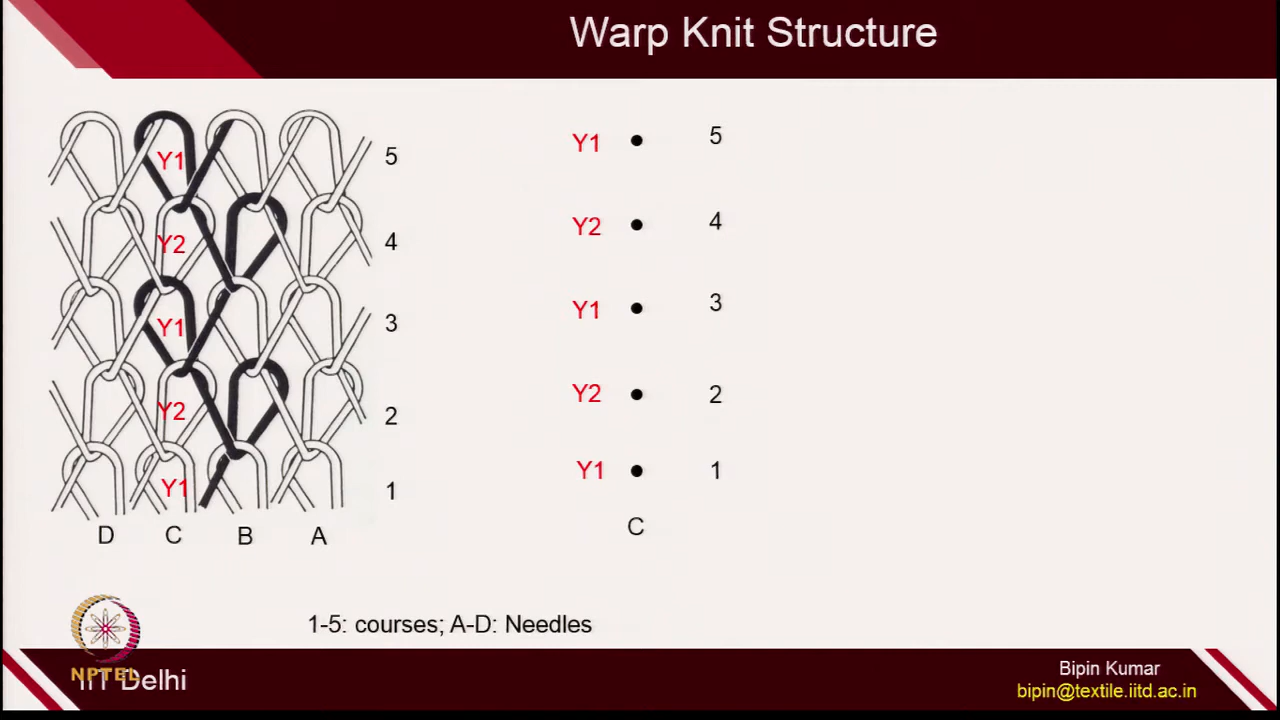 Warp Knit Structure
Y1 5 Y1 5
Y2 4 Y2 4
Y1 3 Y1 3
Y2 2 Y2 2
Y1 1 Y1 1
D C B A C
1-5: courses; A-D: Needles
NPTEL
IIT Delhi
Bipin Kumar
bipin@textile.iitd.ac.in